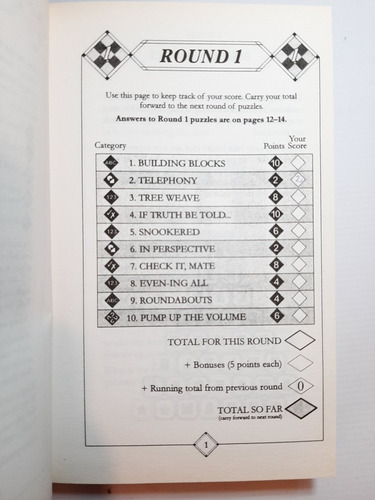 ROUND 1
Use this page to keep track of your score. Carry your total
forward to the next round of puzzles.
Answers to Round 1 puzzles are on pages 12–14.
Category Points Your Score
ABC 1. BUILDING BLOCKS 10
2. TELEPHONY 2 2
123 3. TREE WEAVE 8
4. IF TRUTH BE TOLD... 10
123 5. SNOOKERED 6
6. IN PERSPECTIVE 2
7. CHECK IT, MATE 8
123 8. EVEN-ING ALL 4
ABC 9. ROUNDABOUTS 4
10. PUMP UP THE VOLUME 6
TOTAL FOR THIS ROUND
+ Bonuses (5 points each)
+ Running total from previous round 0
TOTAL SO FAR
(carry forward to next round)
1